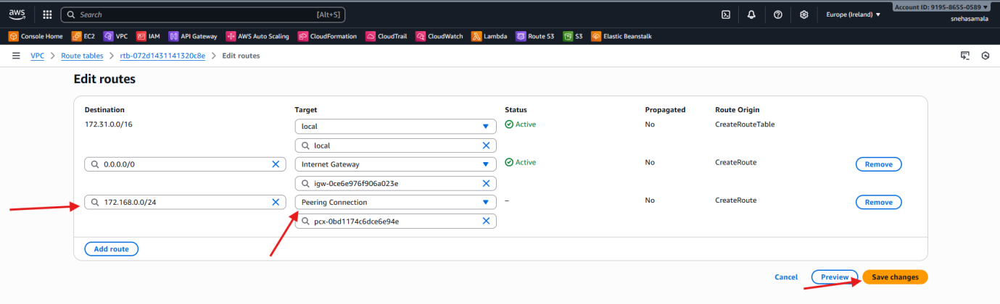 aws Search [Alt+S] Europe (Ireland) Account ID: 9195-8655-0589
snehasamala
Console Home EC2 VPC IAM API Gateway AWS Auto Scaling CloudFormation CloudTrail CloudWatch Lambda Route 53 S3 Elastic Beanstalk
VPC > Route tables > rtb-072d1431141320c8e > Edit routes
Edit routes
Destination Target Status Propagated Route Origin
172.31.0.0/16 local Active No CreateRouteTable
local
0.0.0.0/0 Internet Gateway Active No CreateRoute Remove
igw-0ce6e976f906a023e
172.168.0.0/24 Peering Connection – No CreateRoute Remove
pcx-0bd1174c6dce6e94e
Add route
Cancel Preview Save changes